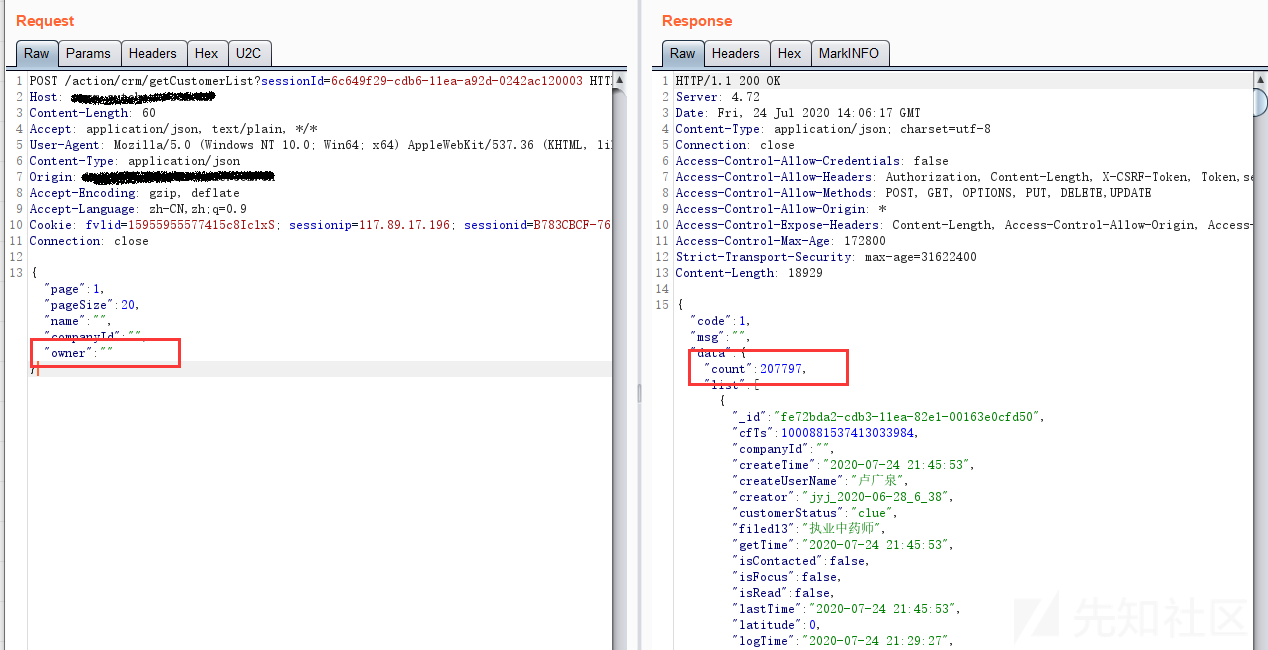 Request
Raw Params Headers Hex U2C
1 POST /action/crm/getCustomerList?sessionId=6c649f29-cdb6-11ea-a92d-0242ac120003
2 Host:
3 Content-Length: 60
4 Accept: application/json, text/plain, */*
5 User-Agent: Mozilla/5.0 (Windows NT 10.0; Win64; x64) AppleWebKit/537.36 (KHTML,
6 Content-Type: application/json
7 Origin:
8 Accept-Encoding: gzip, deflate
9 Accept-Language: zh-CN,zh;q=0.9
10 Cookie: fvlid=15955955577415c8IclxS; sessionip=117.89.17.196; sessionid=B783CBCF-76
11 Connection: close
12
13 {
"page":1,
"pageSize":20,
"name":"",
"companyId":"",
"owner":""
}
Response
Raw Headers Hex MarkINFO
1 HTTP/1.1 200 OK
2 Server: 4.72
3 Date: Fri, 24 Jul 2020 14:06:17 GMT
4 Content-Type: application/json; charset=utf-8
5 Connection: close
6 Access-Control-Allow-Credentials: false
7 Access-Control-Allow-Headers: Authorization, Content-Length, X-CSRF-Token, Token,se
8 Access-Control-Allow-Methods: POST, GET, OPTIONS, PUT, DELETE,UPDATE
9 Access-Control-Allow-Origin: *
10 Access-Control-Expose-Headers: Content-Length, Access-Control-Allow-Origin, Access-
11 Access-Control-Max-Age: 172800
12 Strict-Transport-Security: max-age=31622400
13 Content-Length: 18929
14
15 {
"code":1,
"msg":"",
"data":{
"count":207797,
"list":[
{
"_id":"fe72bda2-cdb3-11ea-82e1-00163e0cfd50",
"cfTs":1000881537413033984,
"companyId":"",
"createTime":"2020-07-24 21:45:53",
"createUserName":"卢广泉",
"creator":"jyj_2020-06-28_6_38",
"customerStatus":"clue",
"filed13":"执业中药师",
"getTime":"2020-07-24 21:45:53",
"isContacted":false,
"isFocus":false,
"isRead":false,
"lastTime":"2020-07-24 21:45:53",
"latitude":0,
"logTime":"2020-07-24 21:29:27",
先知社区